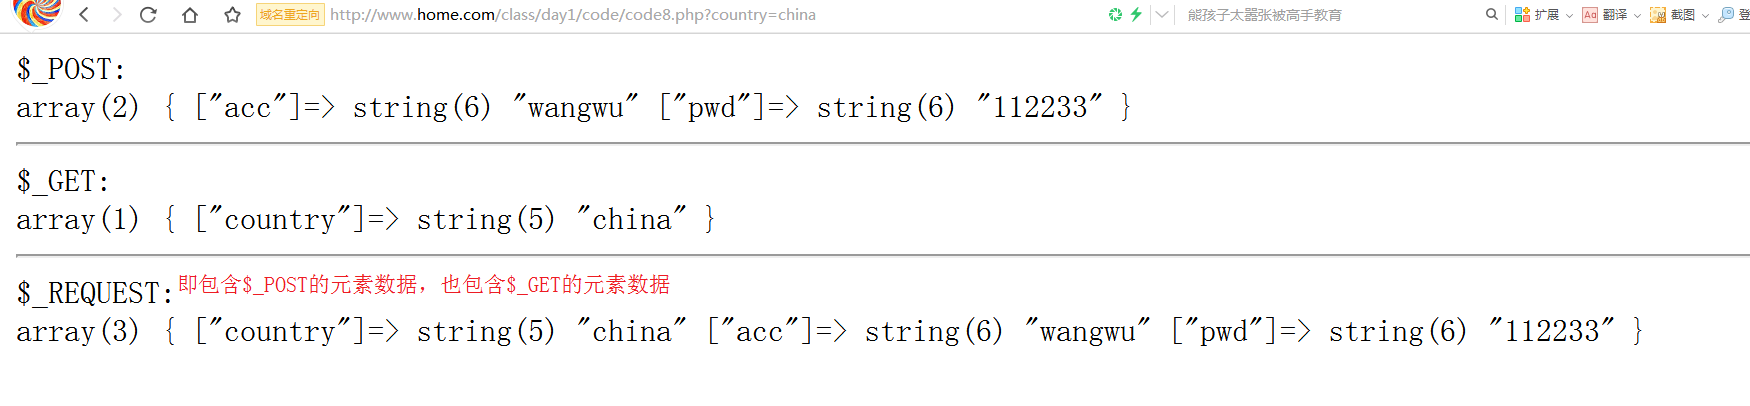 域名重定向 http://www.home.com/class/day1/code/code8.php?country=china 熊孩子太嚣张被高手教育 扩展 Aa 翻译 截图 登
$_POST:
array(2) { ["acc"]=> string(6) "wangwu" ["pwd"]=> string(6) "112233" }
$_GET:
array(1) { ["country"]=> string(5) "china" }
$_REQUEST:即包含$_POST的元素数据，也包含$_GET的元素数据
array(3) { ["country"]=> string(5) "china" ["acc"]=> string(6) "wangwu" ["pwd"]=> string(6) "112233" }